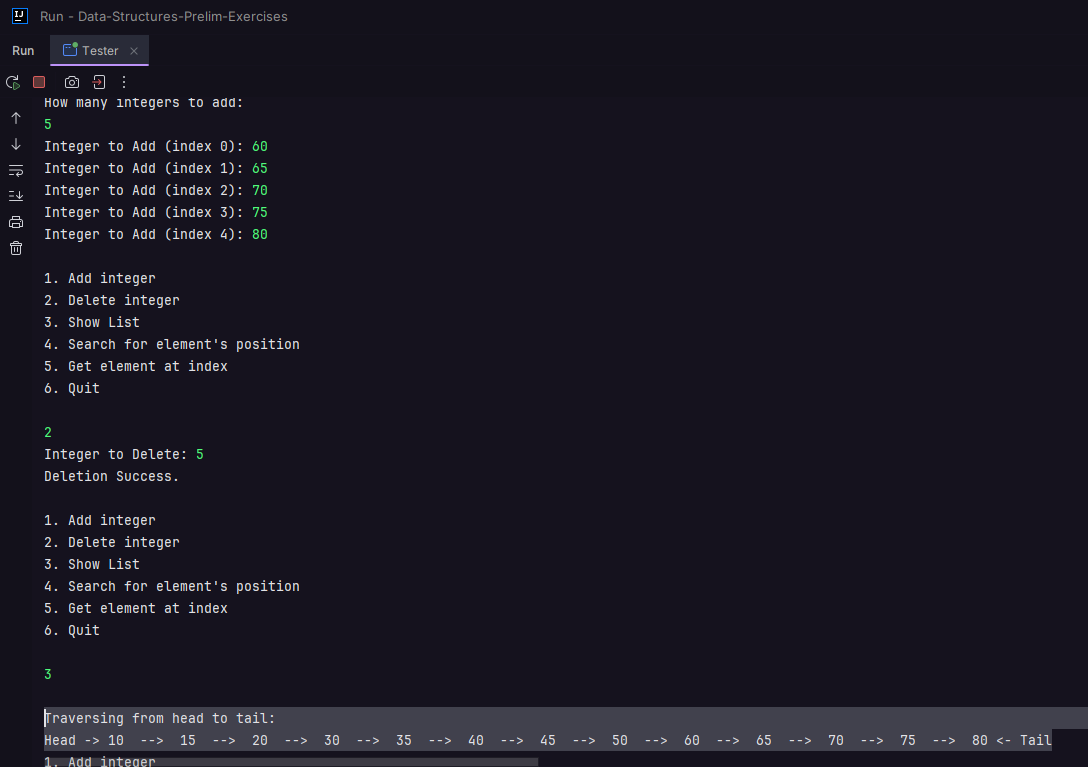 IJ Run - Data-Structures-Prelim-Exercises
Run Tester
How many integers to add:
5
Integer to Add (index 0): 60
Integer to Add (index 1): 65
Integer to Add (index 2): 70
Integer to Add (index 3): 75
Integer to Add (index 4): 80
1. Add integer
2. Delete integer
3. Show List
4. Search for element's position
5. Get element at index
6. Quit
2
Integer to Delete: 5
Deletion Success.
1. Add integer
2. Delete integer
3. Show List
4. Search for element's position
5. Get element at index
6. Quit
3
Traversing from head to tail:
Head -> 10 --> 15 --> 20 --> 30 --> 35 --> 40 --> 45 --> 50 --> 60 --> 65 --> 70 --> 75 --> 80 <- Tail
1. Add integer